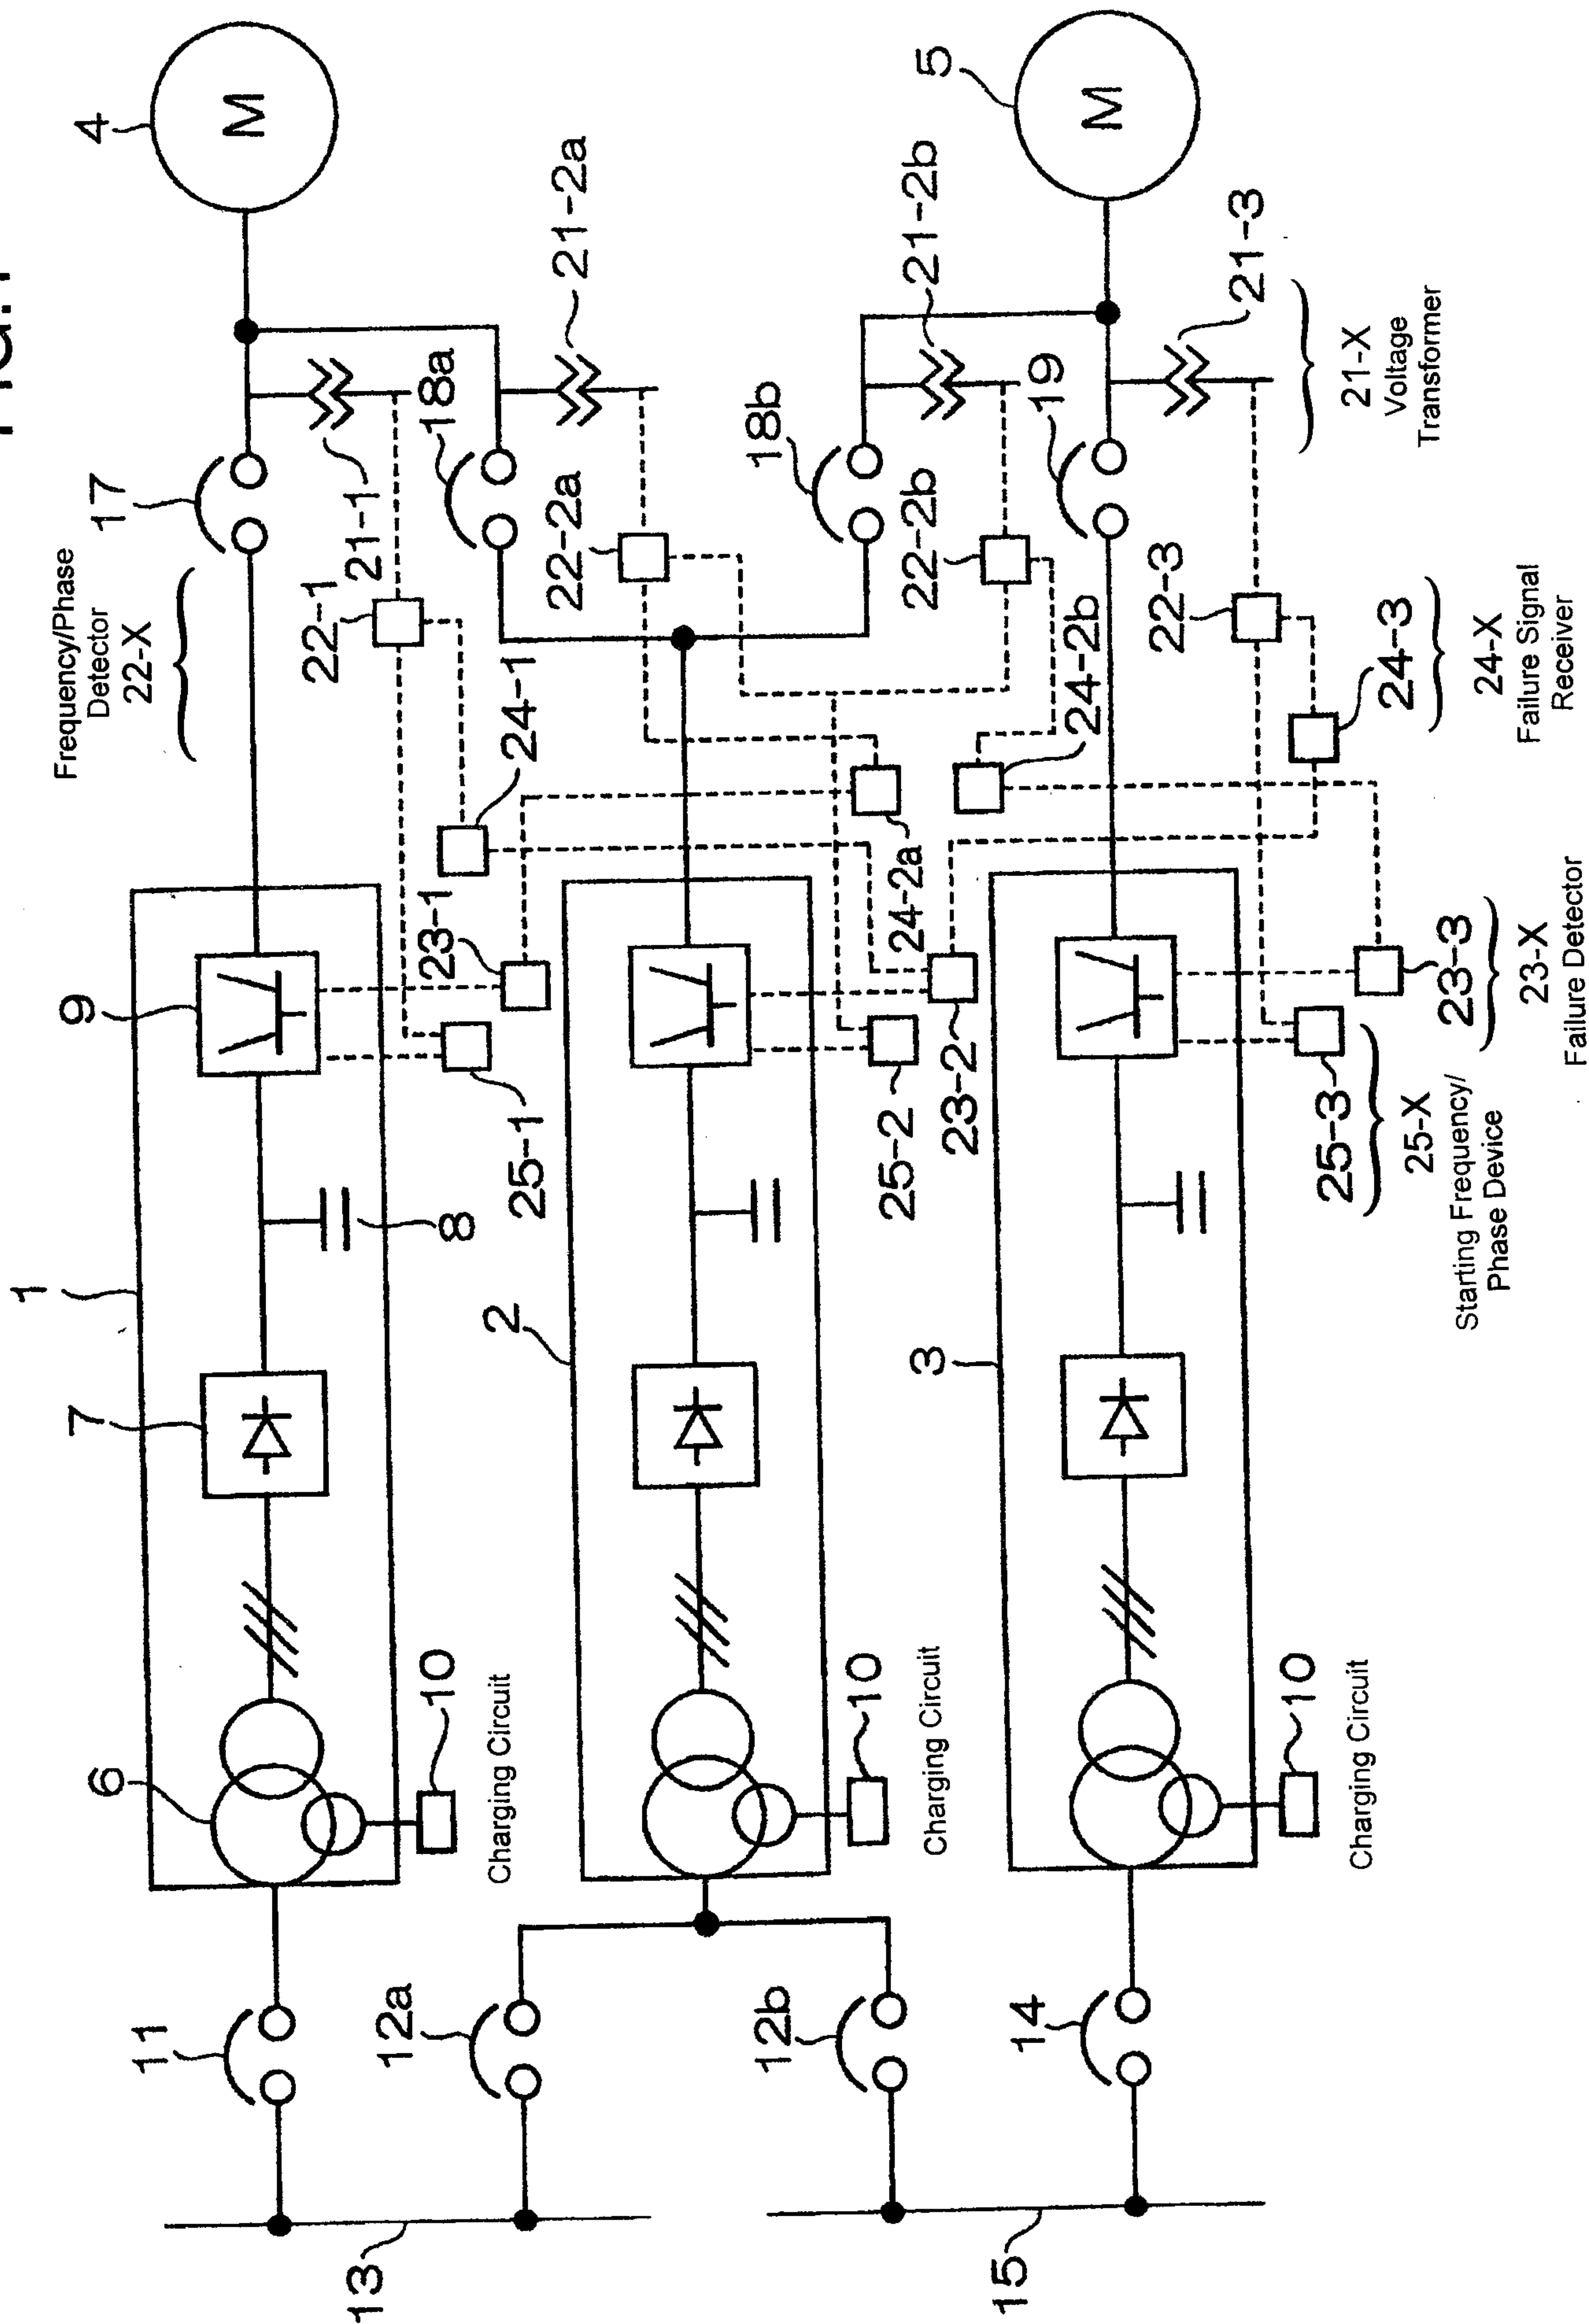 4
M
5
M
17
Frequency/Phase
Detector
22-X
21-1
18a
21-2a
22-1
22-2a
21-2b
18b
22-2b
19
21-3
21-X
Voltage
Transformer
22-3
24-1
24-2b
24-2a
24-3
24-X
Failure Signal
Receiver
1
9
23-1
25-1
8
7
6
10
Charging Circuit
2
25-2
23-2
10
Charging Circuit
3
23-3
23-X
Failure Detector
25-3
25-X
Starting Frequency/
Phase Device
10
Charging Circuit
11
12a
12b
14
13
15